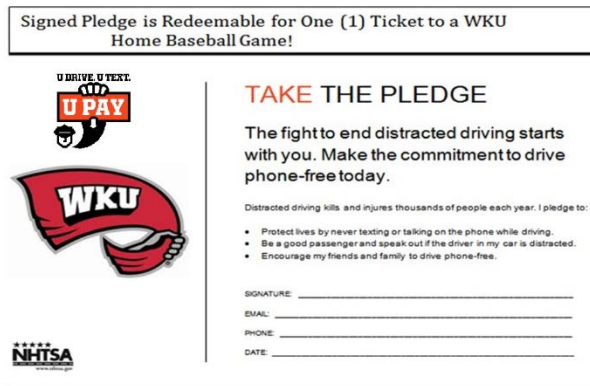 Signed Pledge is Redeemable for One (1) Ticket to a WKU
Home Baseball Game!
U DRIVE. U TEXT.
U PAY
WKU
NHTSA
www.nhtsa.gov
TAKE THE PLEDGE
The fight to end distracted driving starts
with you. Make the commitment to drive
phone-free today.
Distracted driving kills and injures thousands of people each year. I pledge to:
• Protect lives by never texting or talking on the phone while driving.
• Be a good passenger and speak out if the driver in my car is distracted.
• Encourage my friends and family to drive phone-free.
SIGNATURE:
EMAIL:
PHONE:
DATE: